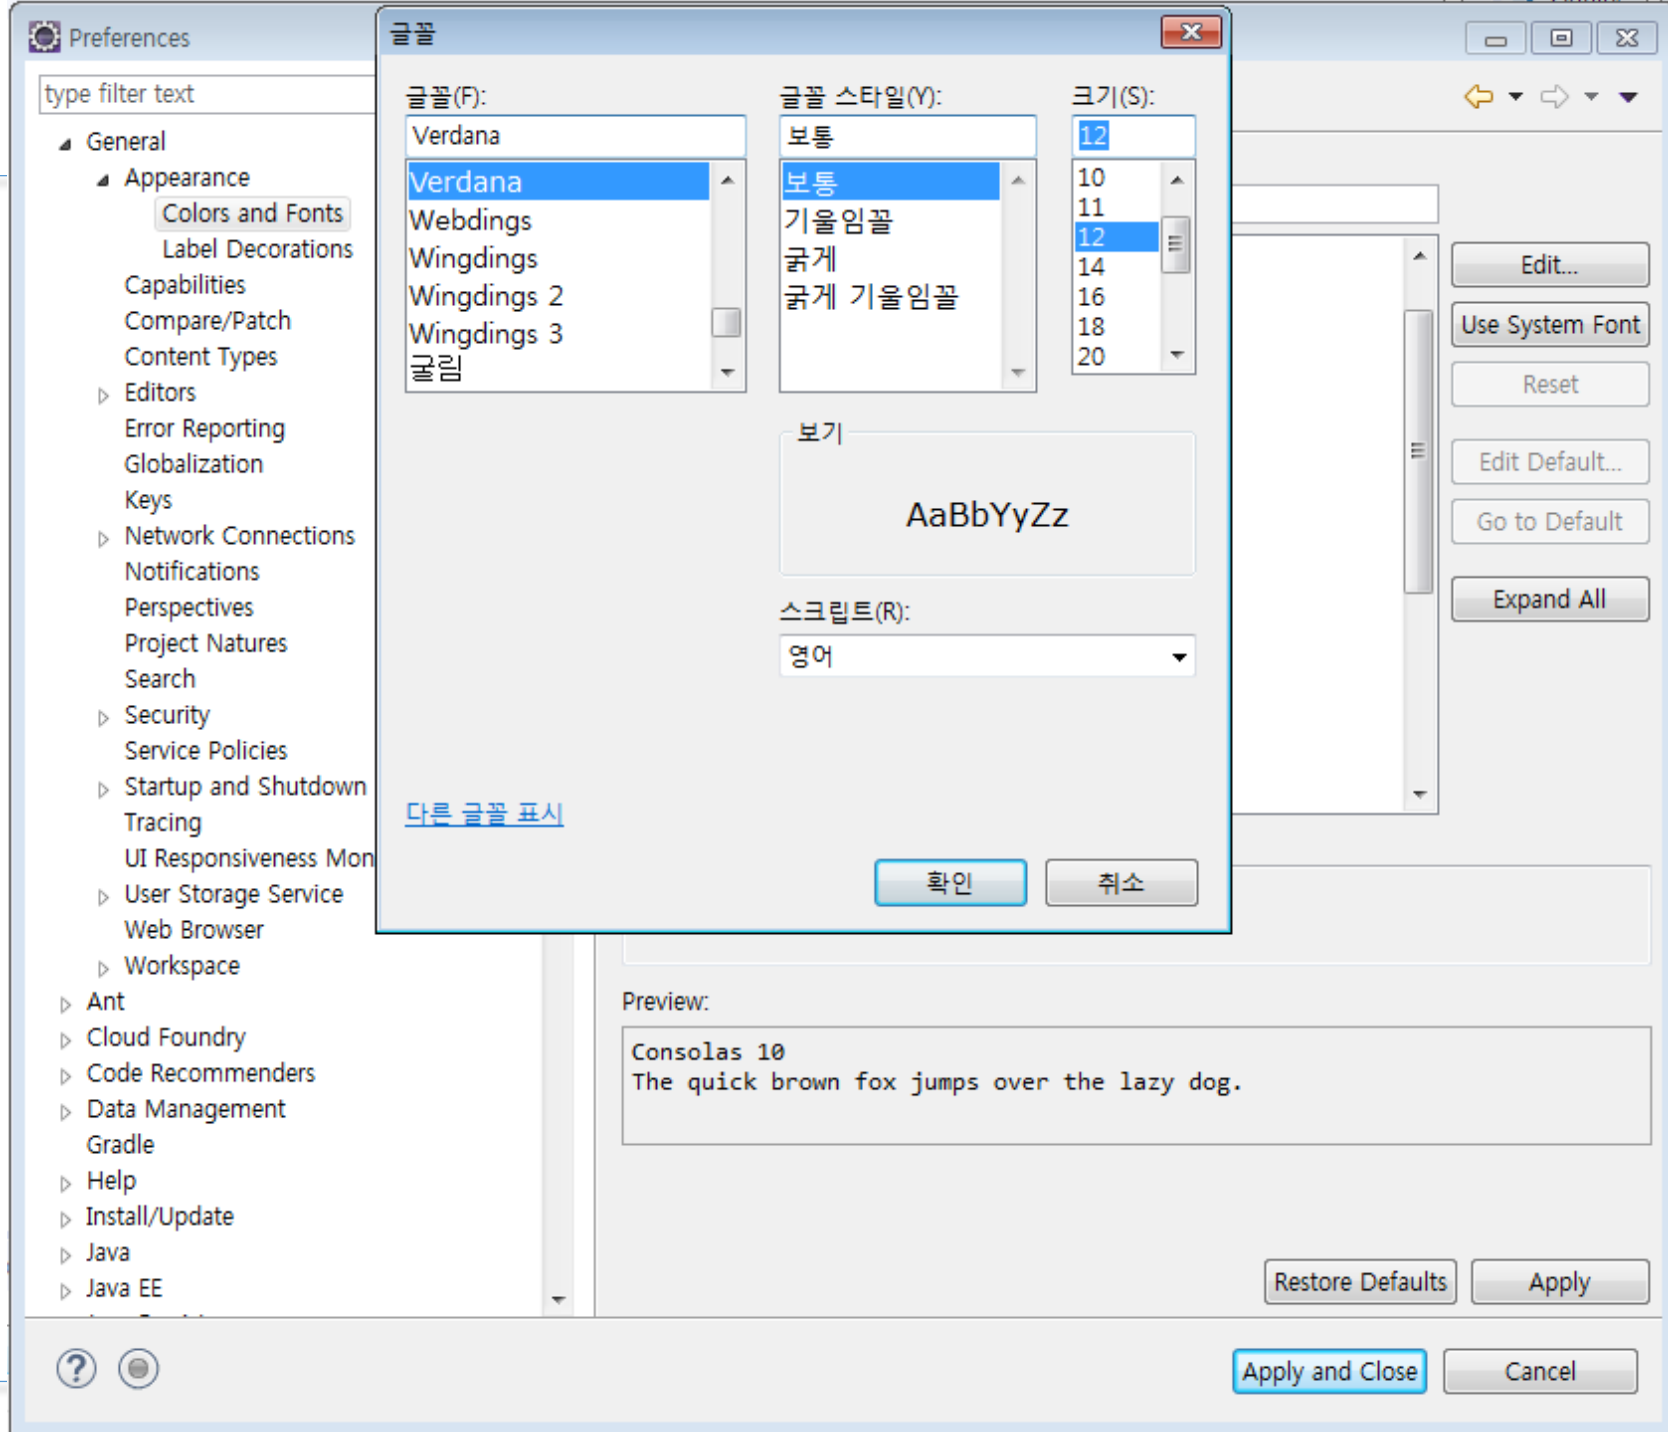 Preferences
type filter text
General
Appearance
Colors and Fonts
Label Decorations
Capabilities
Compare/Patch
Content Types
Editors
Error Reporting
Globalization
Keys
Network Connections
Notifications
Perspectives
Project Natures
Search
Security
Service Policies
Startup and Shutdown
Tracing
UI Responsiveness Mon
User Storage Service
Web Browser
Workspace
Ant
Cloud Foundry
Code Recommenders
Data Management
Gradle
Help
Install/Update
Java
Java EE
글꼴
글꼴(F):
Verdana
Verdana
Webdings
Wingdings
Wingdings 2
Wingdings 3
굴림
글꼴 스타일(Y):
보통
보통
기울임꼴
굵게
굵게 기울임꼴
크기(S):
12
10
11
12
14
16
18
20
보기
AaBbYyZz
스크립트(R):
영어
다른 글꼴 표시
확인
취소
Edit...
Use System Font
Reset
Edit Default...
Go to Default
Expand All
Preview:
Consolas 10
The quick brown fox jumps over the lazy dog.
Restore Defaults
Apply
Apply and Close
Cancel